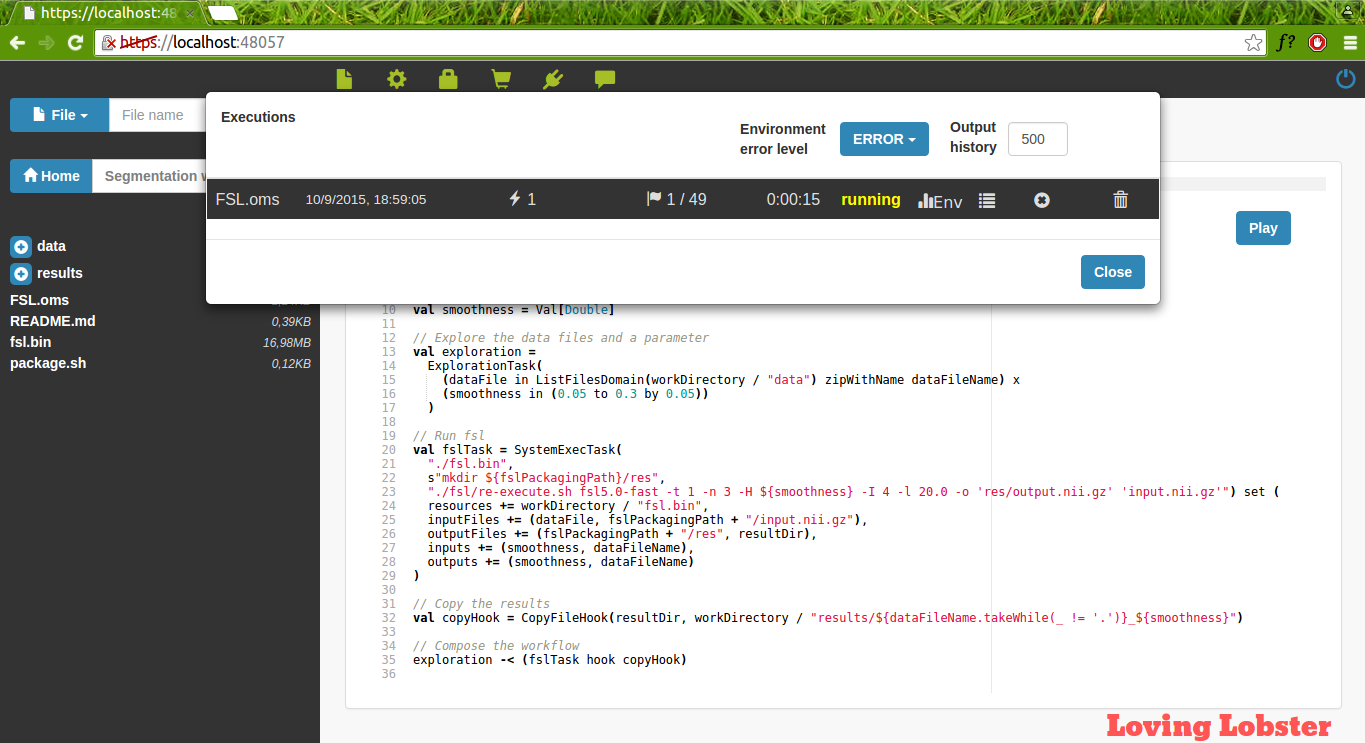 https://localhost:48
https://localhost:48057
f?
File
File name
Executions
Environment error level
ERROR
Output history
500
Home
Segmentation w
FSL.oms 10/9/2015, 18:59:05 1 1 / 49 0:00:15 running Env
Play
Close
data
results
FSL.oms
README.md 0,39KB
fsl.bin 16,98MB
package.sh 0,12KB
10 val smoothness = Val[Double]
11
12 // Explore the data files and a parameter
13 val exploration =
14 ExplorationTask(
15 (dataFile in ListFilesDomain(workDirectory / "data") zipWithName dataFileName) x
16 (smoothness in (0.05 to 0.3 by 0.05))
17 )
18
19 // Run fsl
20 val fslTask = SystemExecTask(
21 "./fsl.bin",
22 s"mkdir ${fslPackagingPath}/res",
23 "./fsl/re-execute.sh fsl5.0-fast -t 1 -n 3 -H ${smoothness} -I 4 -l 20.0 -o 'res/output.nii.gz' 'input.nii.gz'") set (
24 resources += workDirectory / "fsl.bin",
25 inputFiles += (dataFile, fslPackagingPath + "/input.nii.gz"),
26 outputFiles += (fslPackagingPath + "/res", resultDir),
27 inputs += (smoothness, dataFileName),
28 outputs += (smoothness, dataFileName)
29 )
30
31 // Copy the results
32 val copyHook = CopyFileHook(resultDir, workDirectory / "results/${dataFileName.takeWhile(_ != '.')}_${smoothness}")
33
34 // Compose the workflow
35 exploration -< (fslTask hook copyHook)
36
Loving Lobster